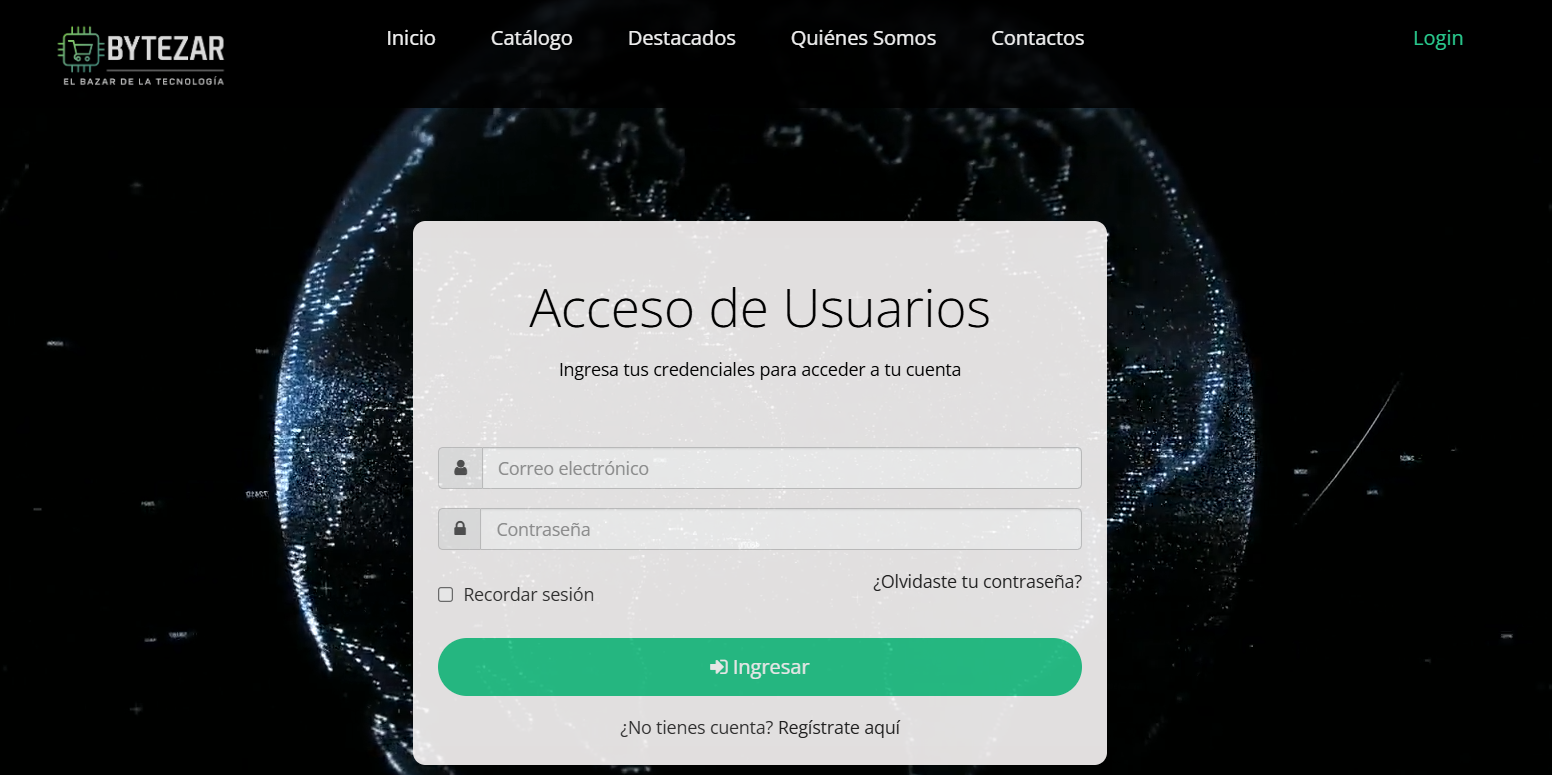 BYTEZAR
EL BAZAR DE LA TECNOLOGÍA
Inicio
Catálogo
Destacados
Quiénes Somos
Contactos
Login
Acceso de Usuarios
Ingresa tus credenciales para acceder a tu cuenta
Correo electrónico
Contraseña
Recordar sesión
¿Olvidaste tu contraseña?
Ingresar
¿No tienes cuenta? Regístrate aquí